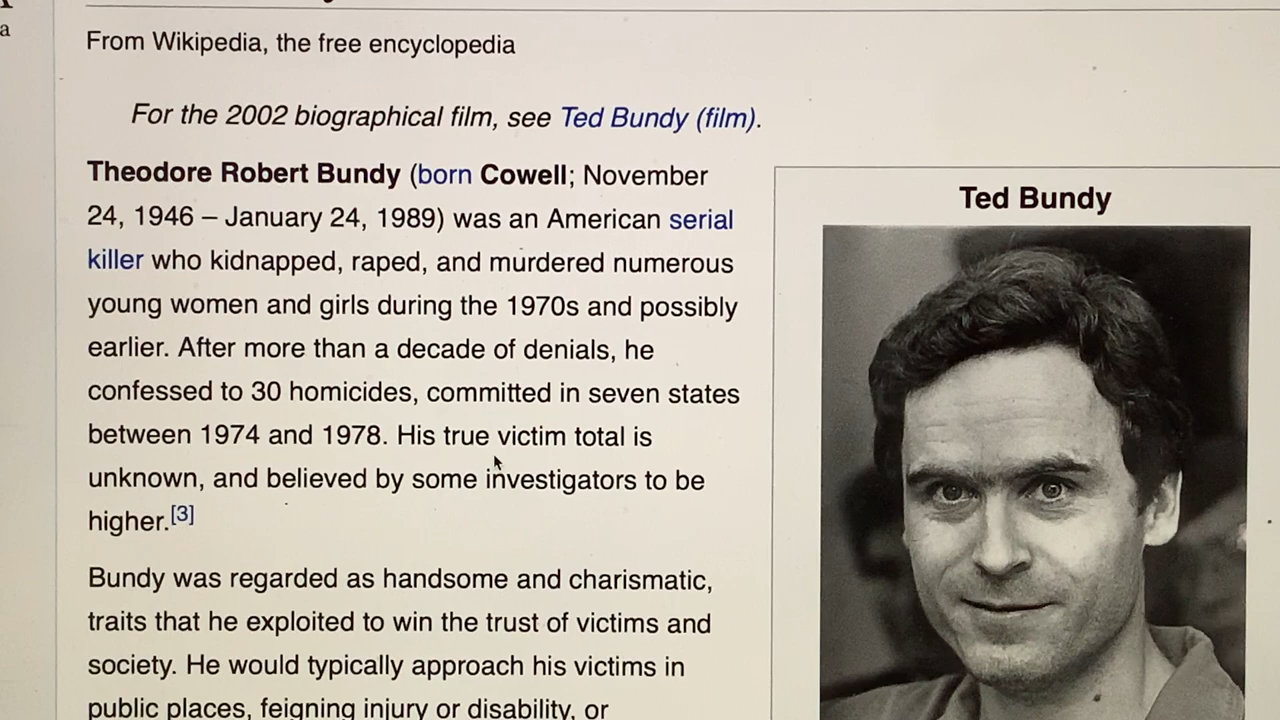 a
From Wikipedia, the free encyclopedia
For the 2002 biographical film, see Ted Bundy (film).
Theodore Robert Bundy (born Cowell; November
24, 1946 – January 24, 1989) was an American serial
killer who kidnapped, raped, and murdered numerous
young women and girls during the 1970s and possibly
earlier. After more than a decade of denials, he
confessed to 30 homicides, committed in seven states
between 1974 and 1978. His true victim total is
unknown, and believed by some investigators to be
higher.[3]
Bundy was regarded as handsome and charismatic,
traits that he exploited to win the trust of victims and
society. He would typically approach his victims in
public places, feigning injury or disability, or
Ted Bundy